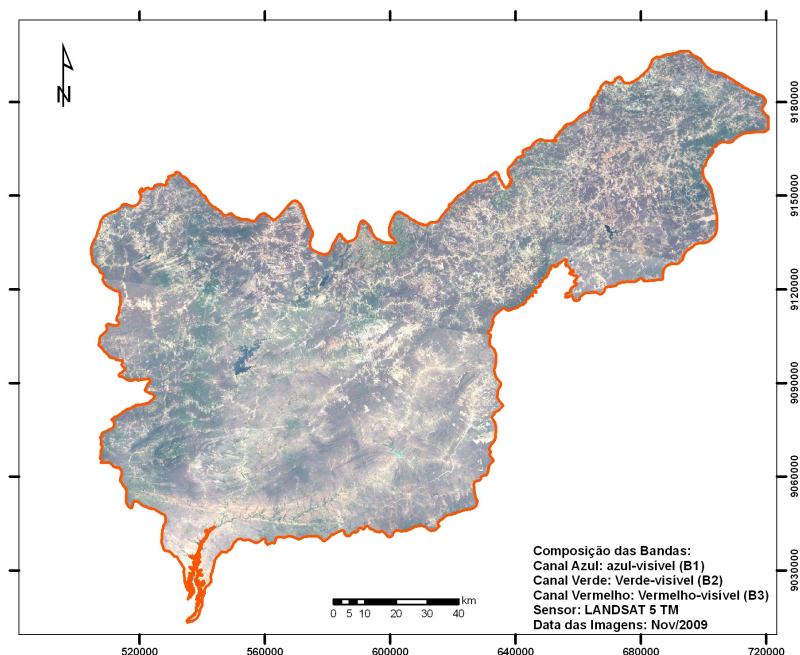 N
9180000
9150000
9120000
9090000
9060000
9030000
Composição das Bandas:
Canal Azul: azul-visível (B1)
Canal Verde: Verde-visível (B2)
Canal Vermelho: Vermelho-visível (B3)
Sensor: LANDSAT 5 TM
Data das Imagens: Nov/2009
km
0 5 10 20 30 40
520000 560000 600000 640000 680000 720000